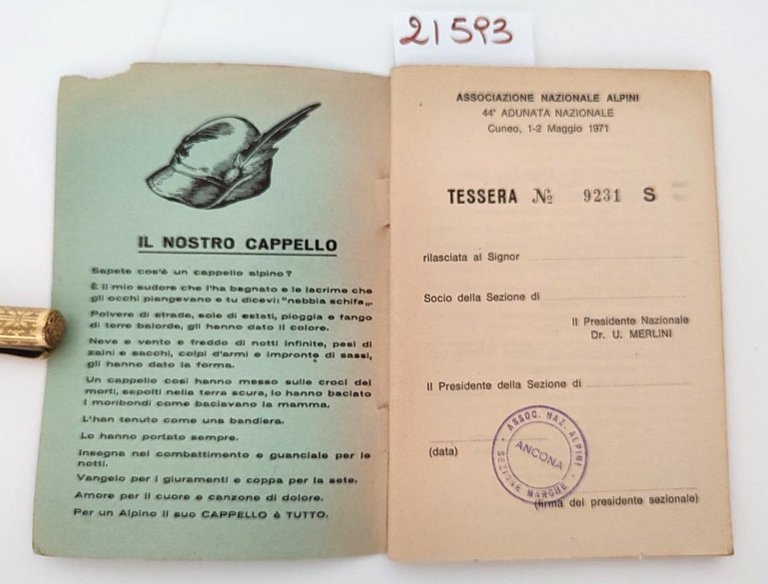 21593
IL NOSTRO CAPPELLO
Sapete cos'è un cappello alpino?
È il mio sudore che l'ha bagnato e le lacrime che
gli occhi piangevano e tu dicevi: "nebbia schifa„.
Polvere di strade, sole di estati, pioggia e fango
di terre balorde, gli hanno dato il colore.
Neve e vento e freddo di notti infinite, pesi di
zaini e sacchi, colpi d'armi e impronte di sassi,
gli hanno dato la forma.
Un cappello così hanno messo sulle croci dei
morti, sepolti nella terra scura, lo hanno baciato
i moribondi come baciavano la mamma.
L'han tenuto come una bandiera.
Lo hanno portato sempre.
Insegna nel combattimento e guanciale per le
notti.
Vangelo per i giuramenti e coppa per la sete.
Amore per il cuore e canzone di dolore.
Per un Alpino il suo CAPPELLO è TUTTO.
ASSOCIAZIONE NAZIONALE ALPINI
44ª ADUNATA NAZIONALE
Cuneo, 1-2 Maggio 1971
TESSERA № 9231 S
rilasciata al Signor
Socio della Sezione di
Il Presidente Nazionale
Dr. U. MERLINI
Il Presidente della Sezione di
ASSOC. NAZ. ALPINI
ANCONA
SEZIONE MARCHE
(data)
(firma del presidente sezionale)